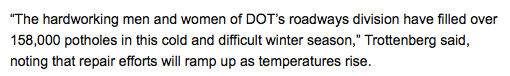 “The hardworking men and women of DOT’s roadways division have filled over
158,000 potholes in this cold and difficult winter season,” Trottenberg said,
noting that repair efforts will ramp up as temperatures rise.